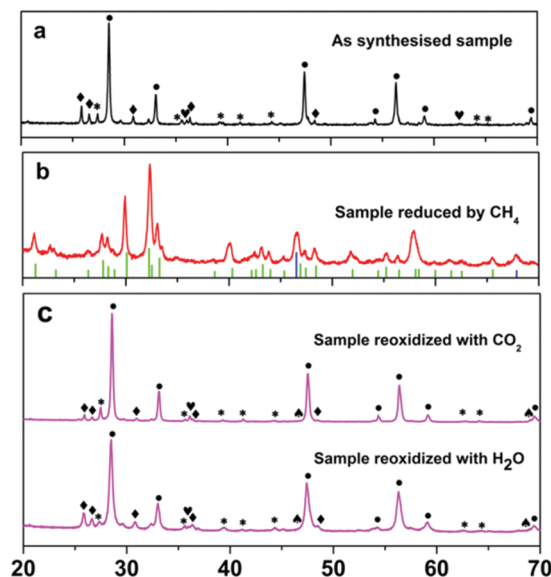 a
As synthesised sample
b
Sample reduced by CH4
c
Sample reoxidized with CO2
Sample reoxidized with H2O
20 30 40 50 60 70